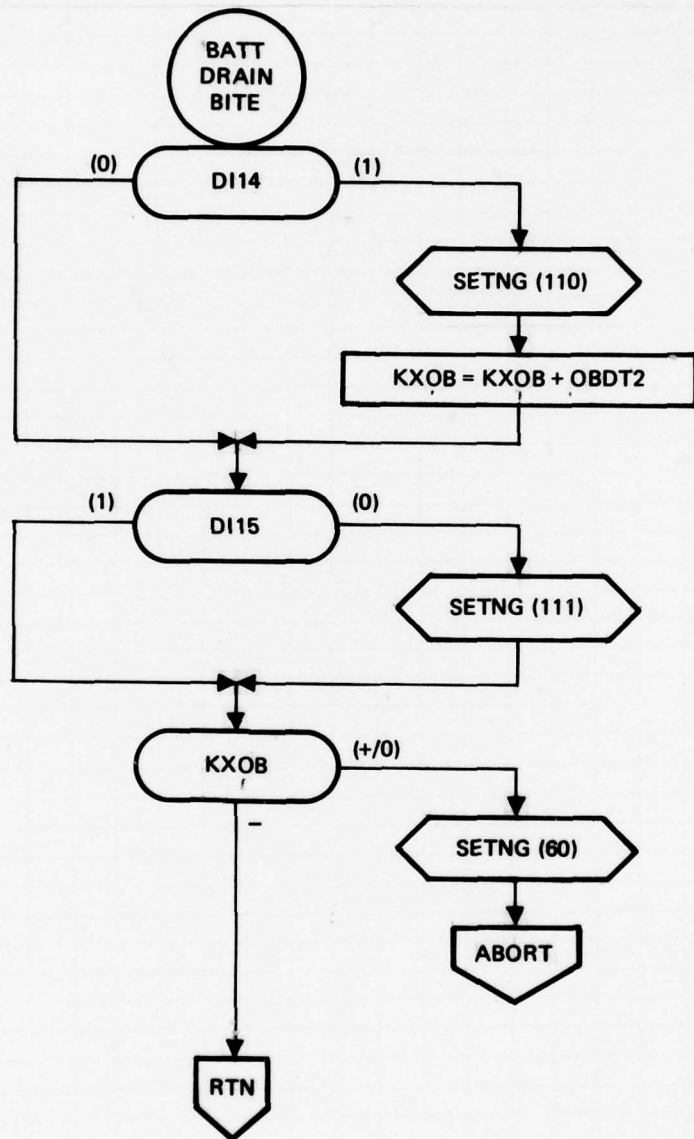 BATT
DRAIN
BITE
(0)
DI14
(1)
SETNG (110)
KXOB = KXOB + OBDT2
(1)
DI15
(0)
SETNG (111)
KXOB
(+/0)
–
SETNG (60)
ABORT
RTN